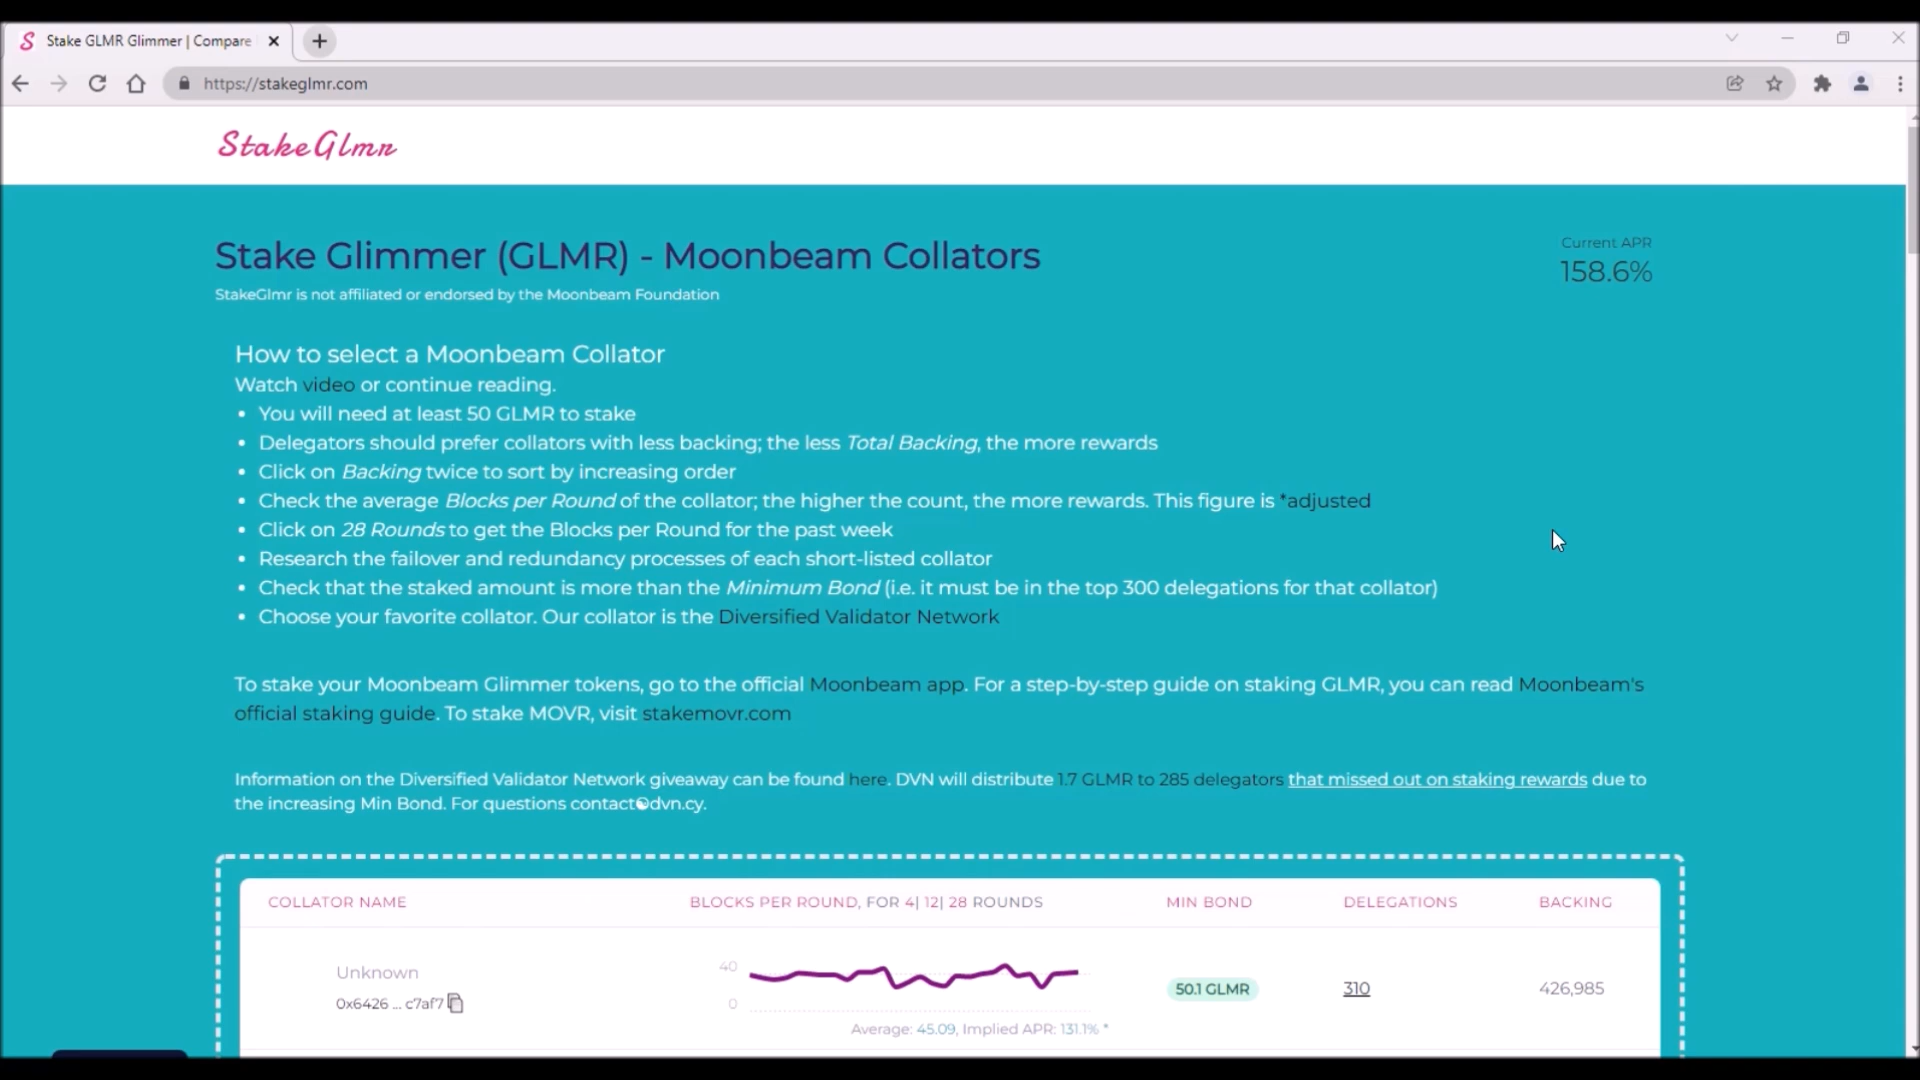 Stake GLMR Glimmer | Compare
https://stakeglmr.com
StakeGlmr
Stake Glimmer (GLMR) - Moonbeam Collators
Current APR
158.6%
StakeGlmr is not affiliated or endorsed by the Moonbeam Foundation
How to select a Moonbeam Collator
Watch video or continue reading.
• You will need at least 50 GLMR to stake
• Delegators should prefer collators with less backing; the less Total Backing, the more rewards
• Click on Backing twice to sort by increasing order
• Check the average Blocks per Round of the collator; the higher the count, the more rewards. This figure is *adjusted
• Click on 28 Rounds to get the Blocks per Round for the past week
• Research the failover and redundancy processes of each short-listed collator
• Check that the staked amount is more than the Minimum Bond (i.e. it must be in the top 300 delegations for that collator)
• Choose your favorite collator. Our collator is the Diversified Validator Network
To stake your Moonbeam Glimmer tokens, go to the official Moonbeam app. For a step-by-step guide on staking GLMR, you can read Moonbeam's
official staking guide. To stake MOVR, visit stakemovr.com
Information on the Diversified Validator Network giveaway can be found here. DVN will distribute 1.7 GLMR to 285 delegators that missed out on staking rewards due to
the increasing Min Bond. For questions contact☯dvn.cy.
COLLATOR NAME BLOCKS PER ROUND, FOR 4| 12| 28 ROUNDS MIN BOND DELEGATIONS BACKING
Unknown
0x6426 ... c7af7
40
0
Average: 45.09, Implied APR: 131.1% *
50.1 GLMR
310
426,985